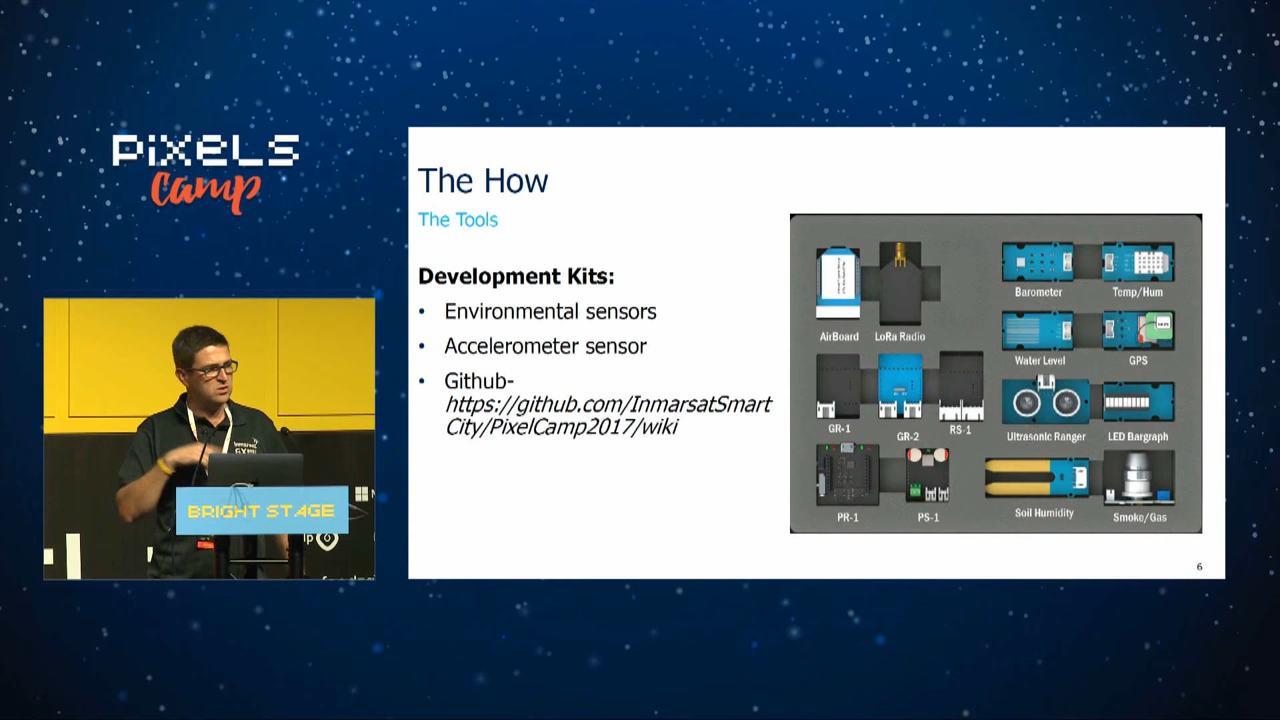 pixels
camp
The How
The Tools
Development Kits:
• Environmental sensors
• Accelerometer sensor
• Github-
https://github.com/InmarsatSmart
City/PixelCamp2017/wiki
AirBoard
LoRa Radio
Barometer
Temp/Hum
Water Level
GPS
GR-1
GR-2
RS-1
Ultrasonic Ranger
LED Bargraph
PR-1
PS-1
Soil Humidity
Smoke/Gas
6
BRIGHT STAGE